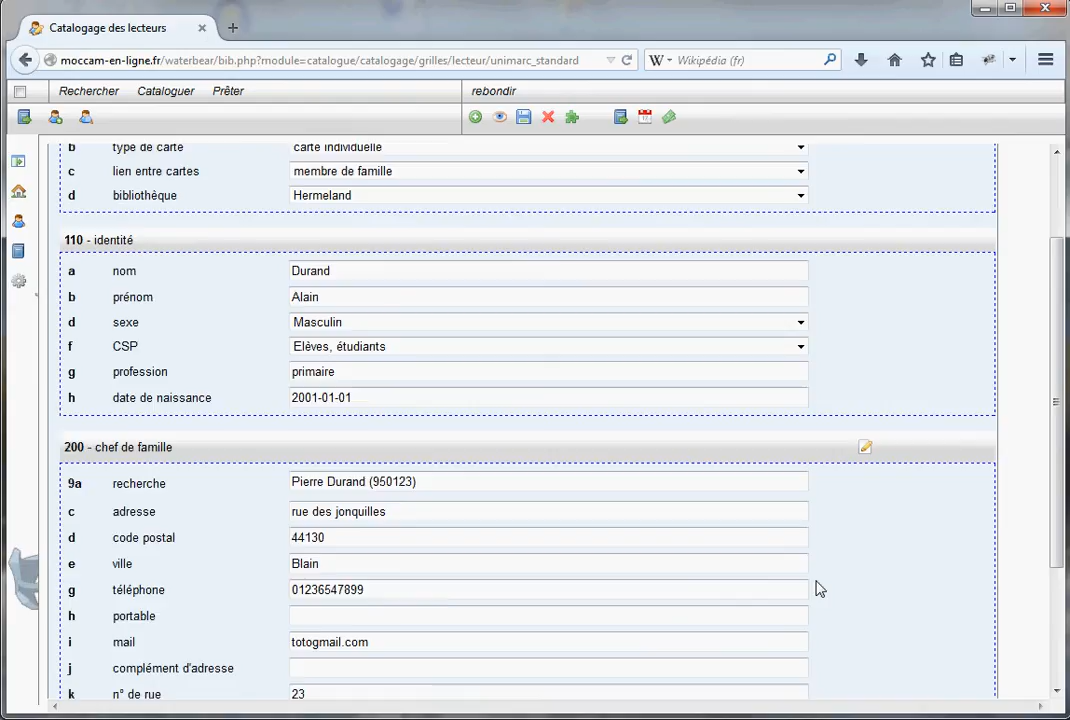 Catalogage des lecteurs
moccam-en-ligne.fr/waterbear/bib.php?module=catalogue/catalogage/grilles/lecteur/unimarc_standard
W Wikipédia (fr)
Rechercher Cataloguer Prêter rebondir
b type de carte carte individuelle
c lien entre cartes membre de famille
d bibliothèque Hermeland
110 - identité
a nom Durand
b prénom Alain
d sexe Masculin
f CSP Elèves, étudiants
g profession primaire
h date de naissance 2001-01-01
200 - chef de famille
9a recherche Pierre Durand (950123)
c adresse rue des jonquilles
d code postal 44130
e ville Blain
g téléphone 01236547899
h portable
i mail totogmail.com
j complément d'adresse
k n° de rue 23